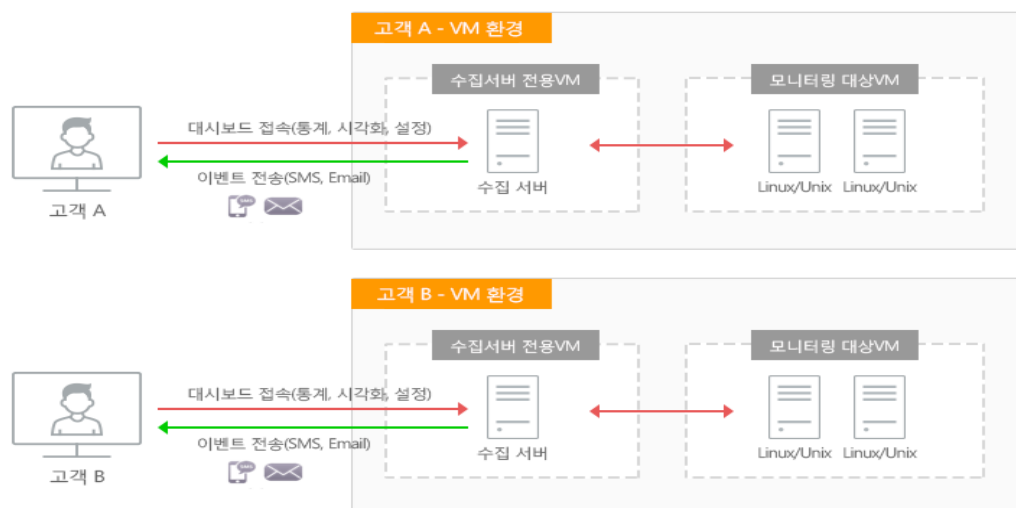 고객 A - VM 환경
수집서버 전용VM
모니터링 대상VM
대시보드 접속(통계, 시각화, 설정)
이벤트 전송(SMS, Email)
고객 A
수집 서버
Linux/Unix
Linux/Unix
고객 B - VM 환경
수집서버 전용VM
모니터링 대상VM
대시보드 접속(통계, 시각화, 설정)
이벤트 전송(SMS, Email)
고객 B
수집 서버
Linux/Unix
Linux/Unix